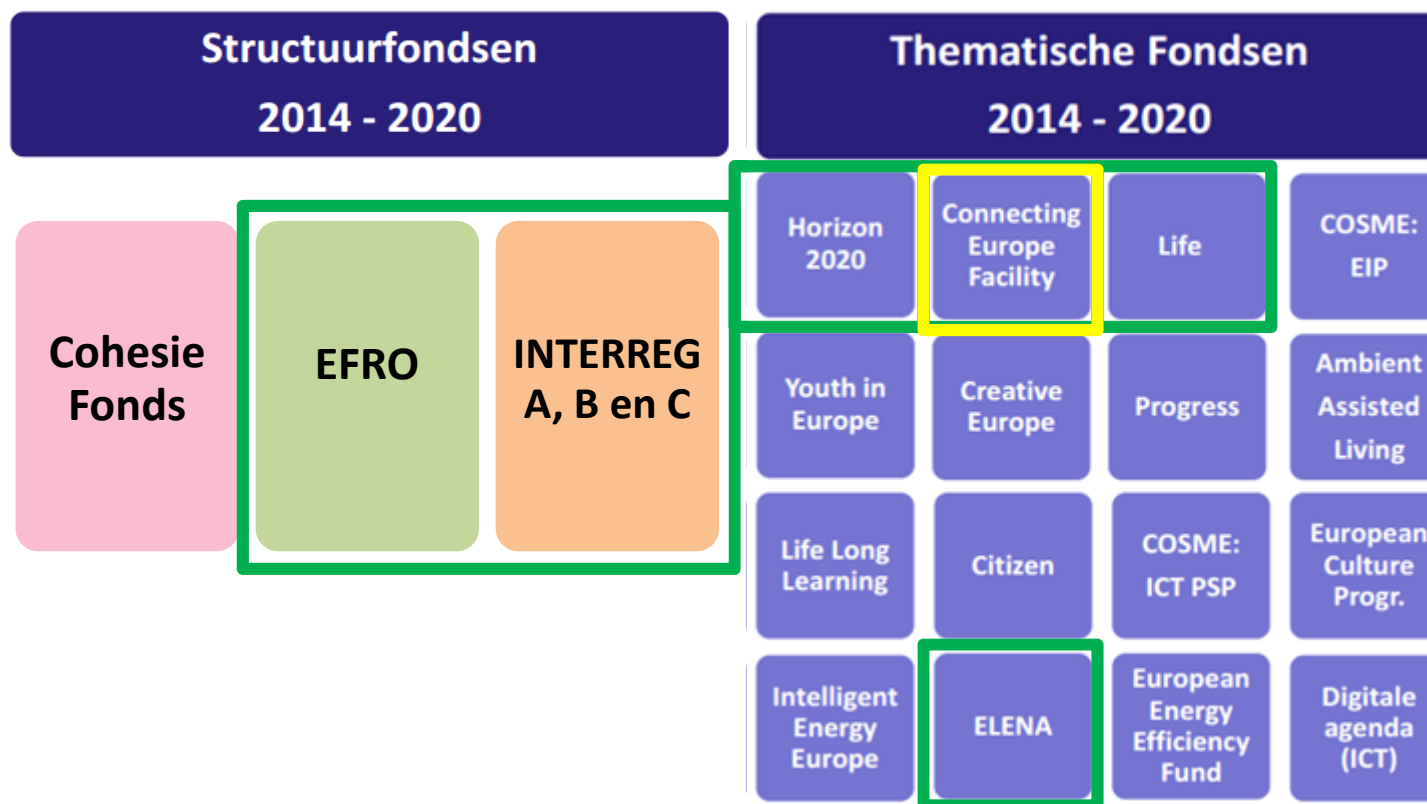 Structuurfondsen
2014 - 2020
Thematische Fondsen
2014 - 2020
Cohesie
Fonds
EFRO
INTERREG
A, B en C
Horizon
2020
Connecting
Europe
Facility
Life
COSME:
EIP
Youth in
Europe
Creative
Europe
Progress
Ambient
Assisted
Living
Life Long
Learning
Citizen
COSME:
ICT PSP
European
Culture
Progr.
Intelligent
Energy
Europe
ELENA
European
Energy
Efficiency
Fund
Digitale
agenda
(ICT)